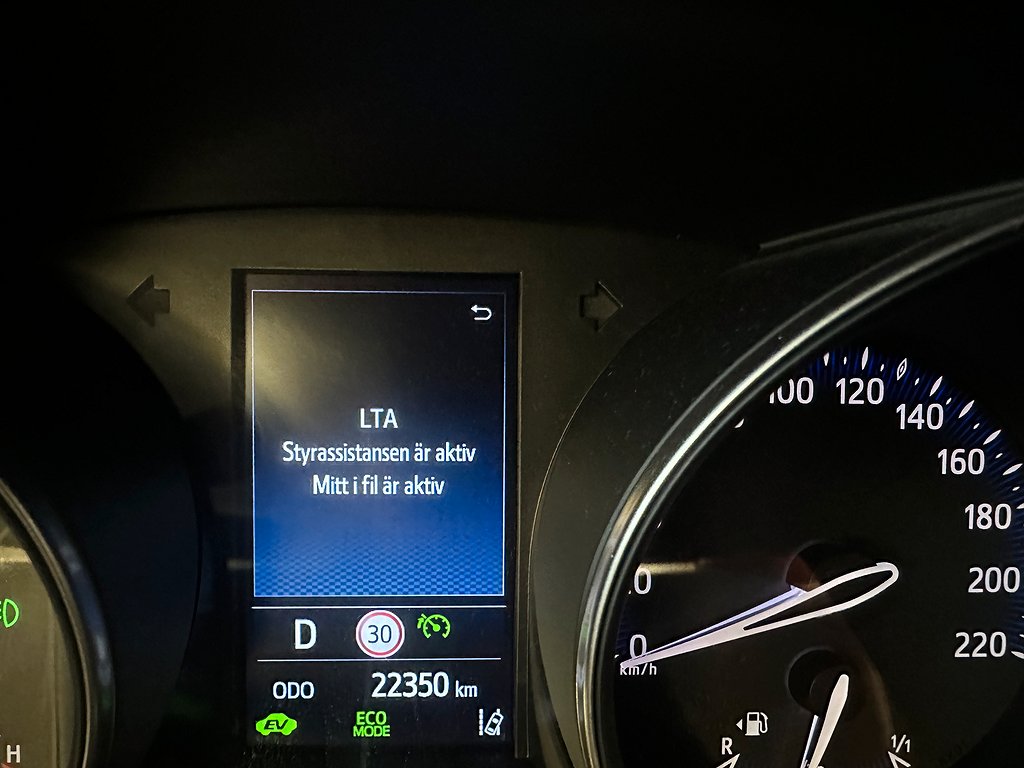 LTA
Styrassistansen är aktiv
Mitt i fil är aktiv
D
30
ODO 22350 km
EV
ECO
MODE
H
100
120
140
160
180
200
220
0
km/h
R
1/1